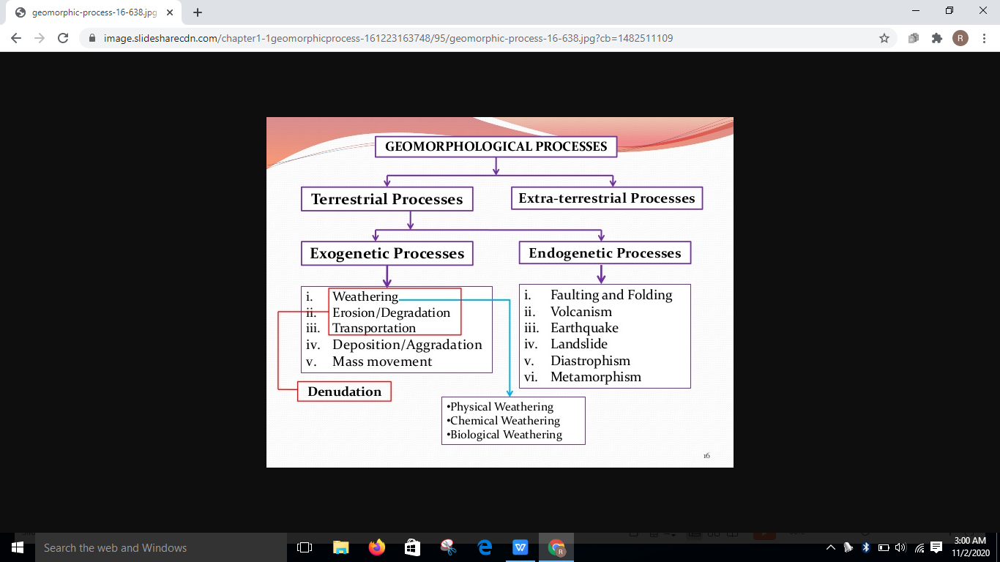 geomorphic-process-16-638.jpg
image.slidesharecdn.com/chapter1-1geomorphicprocess-161223163748/95/geomorphic-process-16-638.jpg?cb=1482511109
R
GEOMORPHOLOGICAL PROCESSES
Terrestrial Processes
Extra-terrestrial Processes
Exogenetic Processes
Endogenetic Processes
i. Weathering
ii. Erosion/Degradation
iii. Transportation
iv. Deposition/Aggradation
v. Mass movement
i. Faulting and Folding
ii. Volcanism
iii. Earthquake
iv. Landslide
v. Diastrophism
vi. Metamorphism
Denudation
•Physical Weathering
•Chemical Weathering
•Biological Weathering
16
Search the web and Windows
R
3:00 AM
11/2/2020